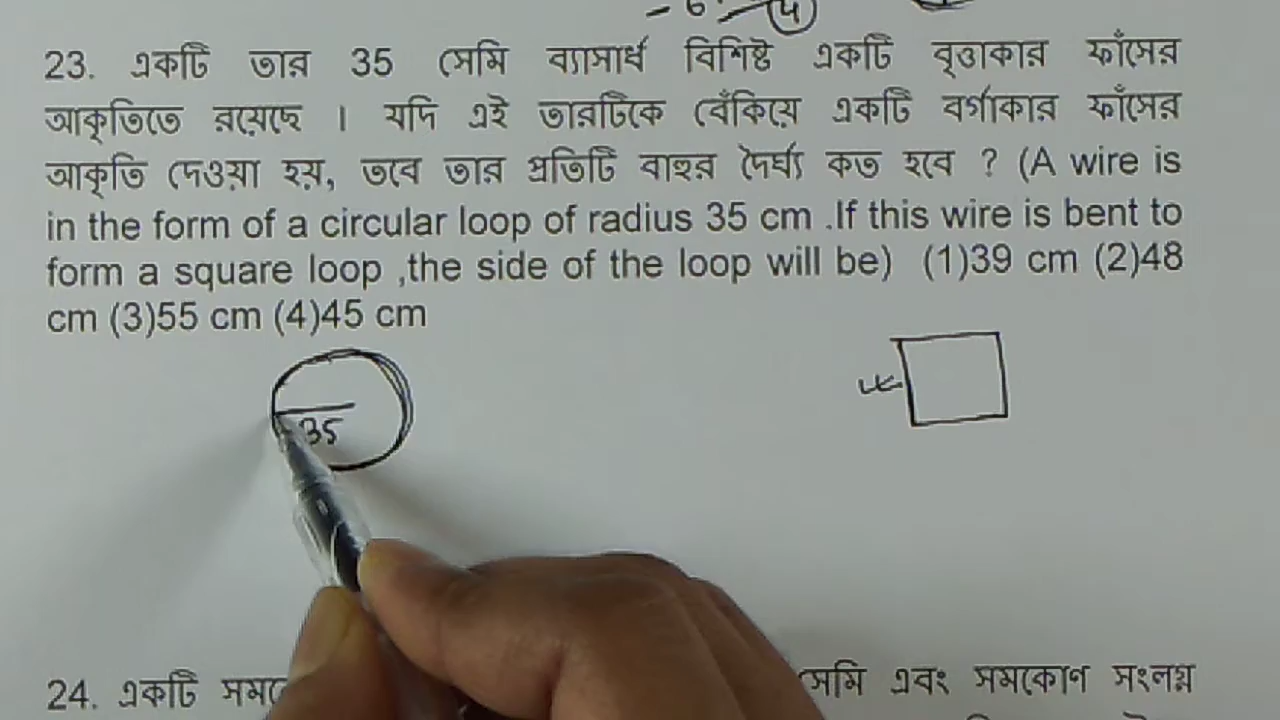 - 6 4
23. একটি তার 35 সেমি ব্যাসার্ধ বিশিষ্ট একটি বৃত্তাকার ফাঁসের
আকৃতিতে রয়েছে । যদি এই তারটিকে বেঁকিয়ে একটি বর্গাকার ফাঁসের
আকৃতি দেওয়া হয়, তবে তার প্রতিটি বাহুর দৈর্ঘ্য কত হবে ? (A wire is
in the form of a circular loop of radius 35 cm .If this wire is bent to
form a square loop ,the side of the loop will be) (1)39 cm (2)48
cm (3)55 cm (4)45 cm
35
24. একটি সেমি এবং সমকোণ সংলগ্ন